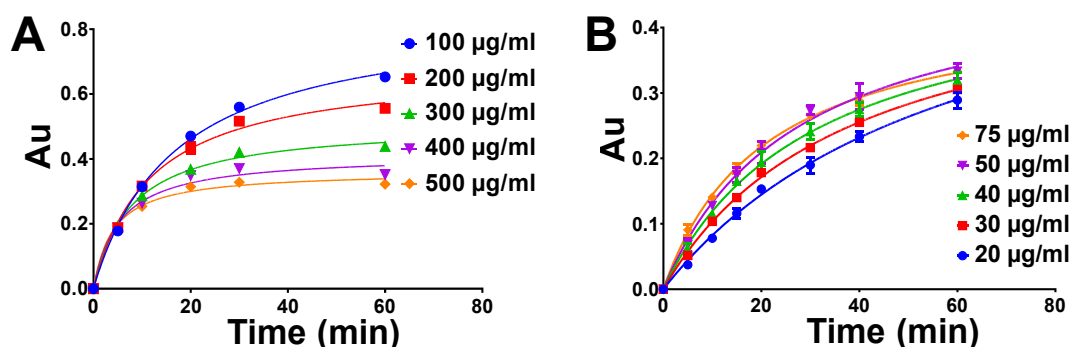 A
Au
0.8
0.6
0.4
0.2
0.0
0
20
40
60
80
Time (min)
100 µg/ml
200 µg/ml
300 µg/ml
400 µg/ml
500 µg/ml
B
Au
0.4
0.3
0.2
0.1
0.0
0
20
40
60
80
Time (min)
75 µg/ml
50 µg/ml
40 µg/ml
30 µg/ml
20 µg/ml